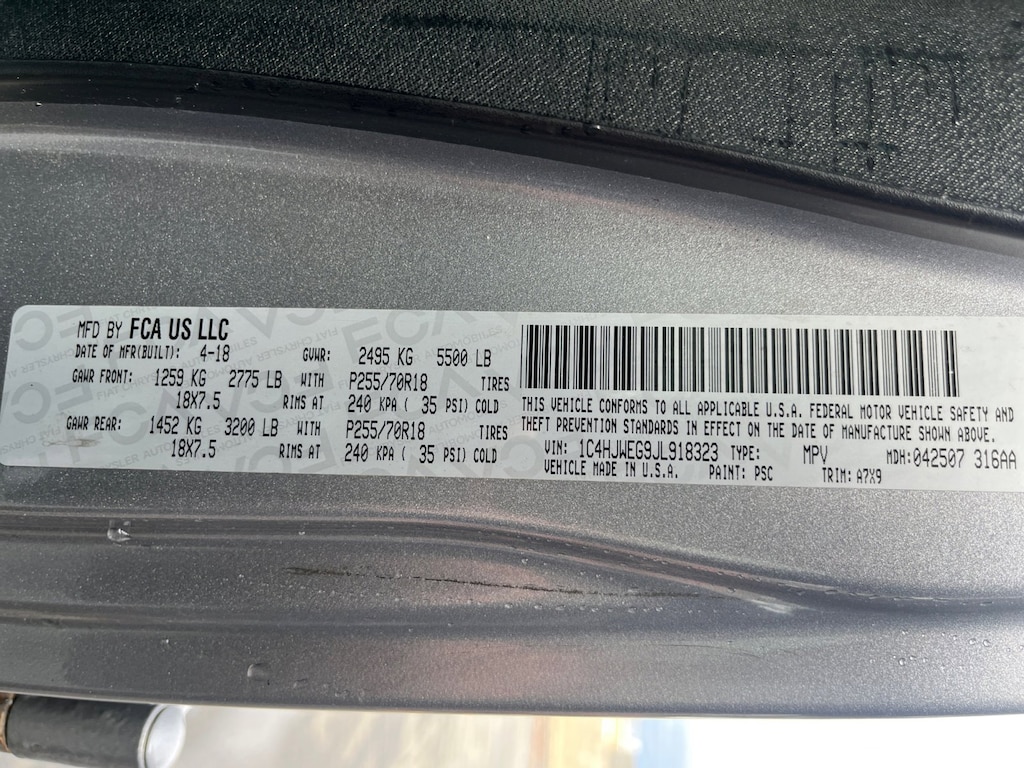 MFD BY FCA US LLC
DATE OF MFR(BUILT): 4-18 GVWR: 2495 KG 5500 LB
GAWR FRONT: 1259 KG 2775 LB WITH P255/70R18 TIRES
18X7.5 RIMS AT 240 KPA ( 35 PSI) COLD
GAWR REAR: 1452 KG 3200 LB WITH P255/70R18 TIRES
18X7.5 RIMS AT 240 KPA ( 35 PSI) COLD
THIS VEHICLE CONFORMS TO ALL APPLICABLE U.S.A. FEDERAL MOTOR VEHICLE SAFETY AND
THEFT PREVENTION STANDARDS IN EFFECT ON THE DATE OF MANUFACTURE SHOWN ABOVE.
VIN: 1C4HJWEG9JL918323 TYPE: MPV MDH:042507 316AA
VEHICLE MADE IN U.S.A. PAINT: PSC TRIM: A7X9